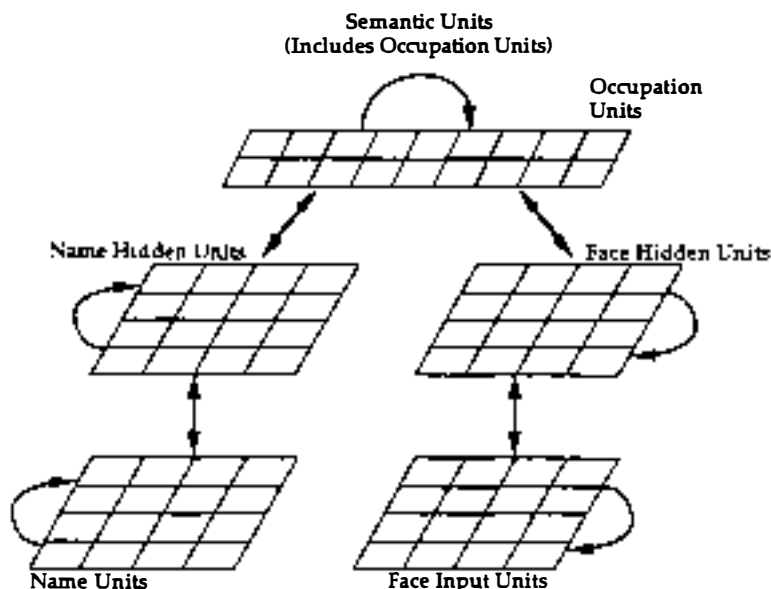 Semantic Units
(Includes Occupation Units)
Occupation
Units
Name Hidden Units
Face Hidden Units
Name Units
Face Input Units